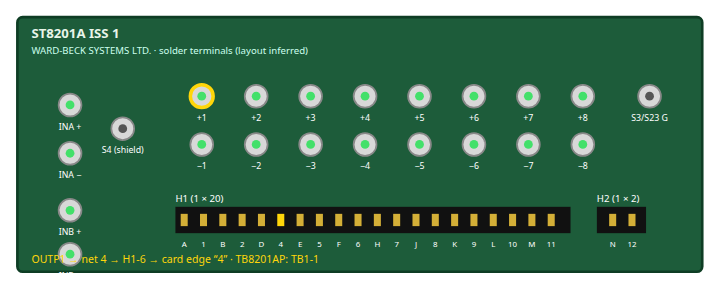 ST8201A ISS 1
WARD-BECK SYSTEMS LTD. · solder terminals (layout inferred)
+1 +2 +3 +4 +5 +6 +7 +8 S3/S23 G
INA +
S4 (shield)
−1 −2 −3 −4 −5 −6 −7 −8
INA −
H1 (1 × 20) H2 (1 × 2)
INB +
A 1 B 2 D 4 E 5 F 6 H 7 J 8 K 9 L 10 M 11 N 12
net 4 → H1-6 → card edge “4” · TB8201AP: TB1-1